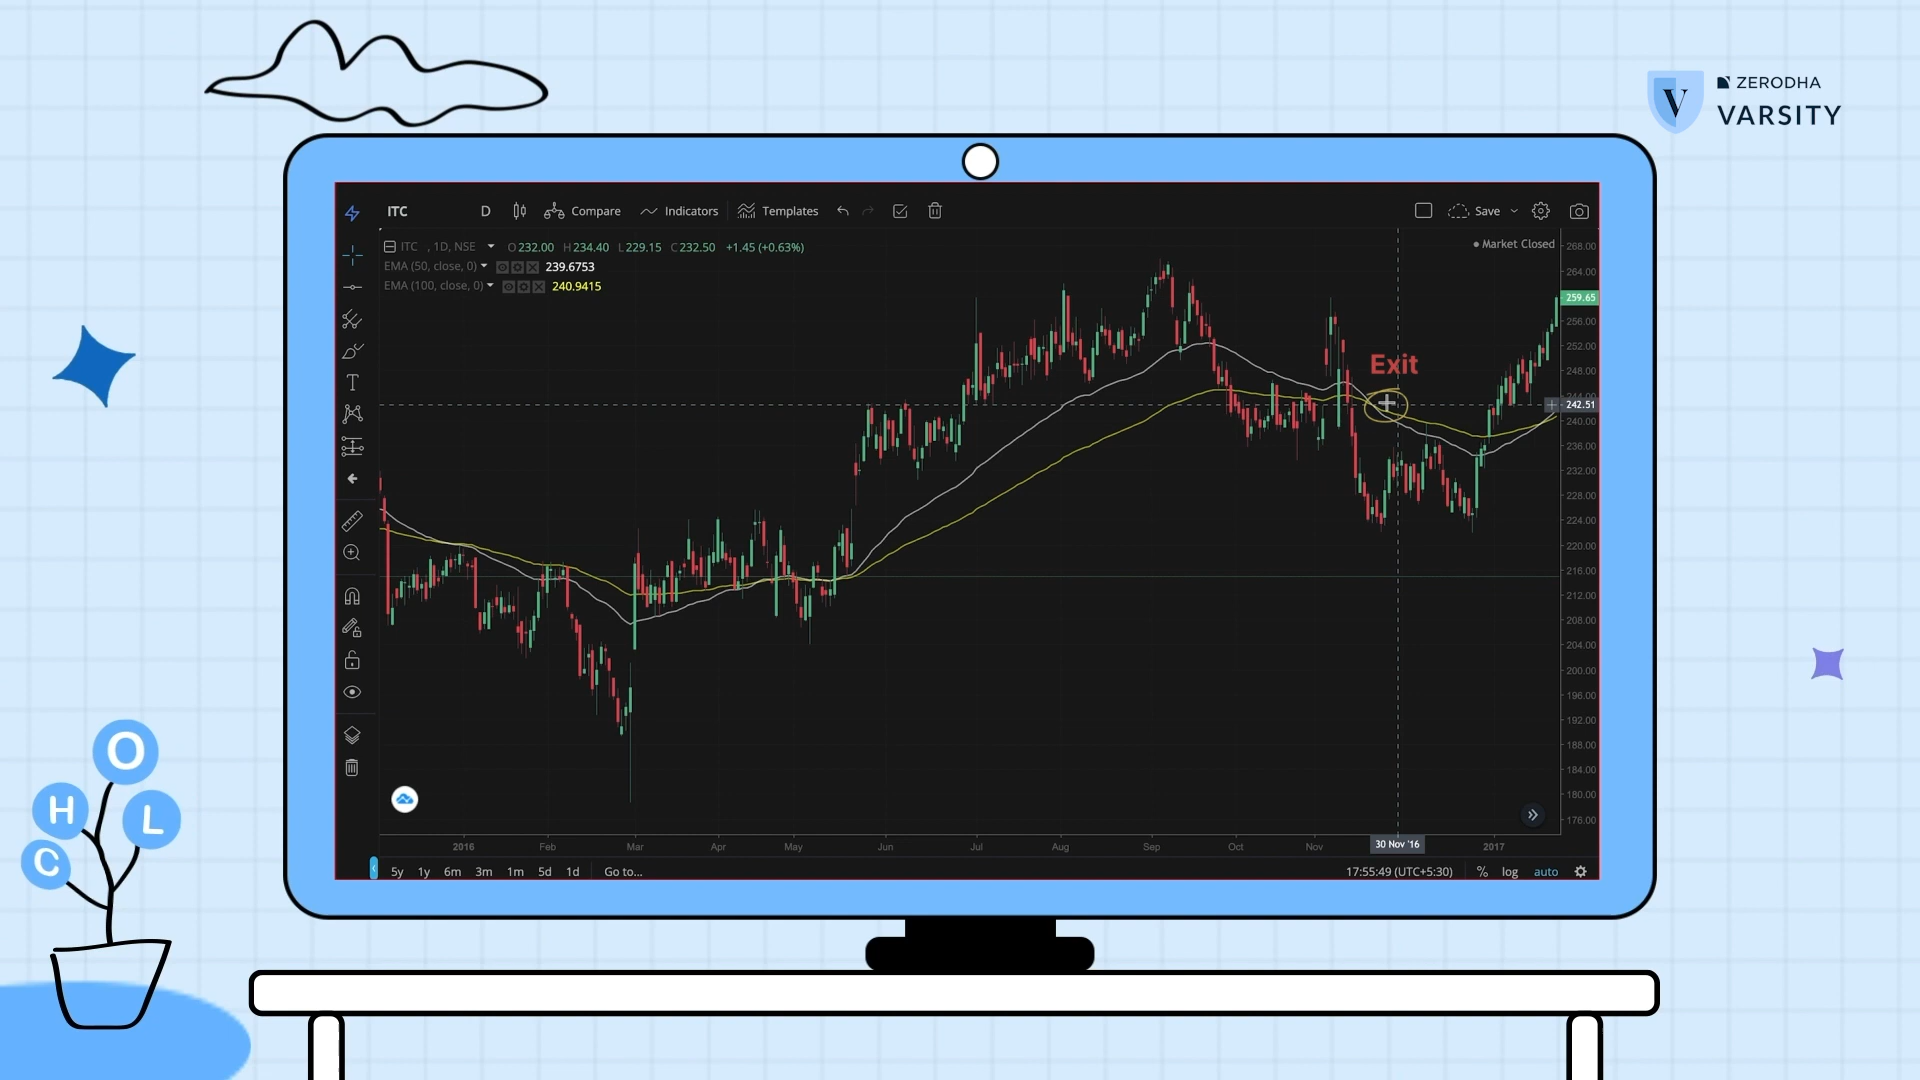 ZERODHA
VARSITY
ITC D Compare Indicators Templates Save
ITC , 1D, NSE O 232.00 H 234.40 L 229.15 C 232.50 +1.45 (+0.63%)
Market Closed
EMA (50, close, 0) 239.6753
EMA (100, close, 0) 240.9415
268.00
264.00
259.65
256.00
252.00
248.00
Exit
244.00
242.51
240.00
236.00
232.00
228.00
224.00
220.00
216.00
212.00
208.00
204.00
200.00
196.00
192.00
188.00
184.00
180.00
176.00
2016 Feb Mar Apr May Jun Jul Aug Sep Oct Nov 30 Nov '16 2017
5y 1y 6m 3m 1m 5d 1d Go to... 17:55:49 (UTC+5:30) % log auto
O
H
L
C